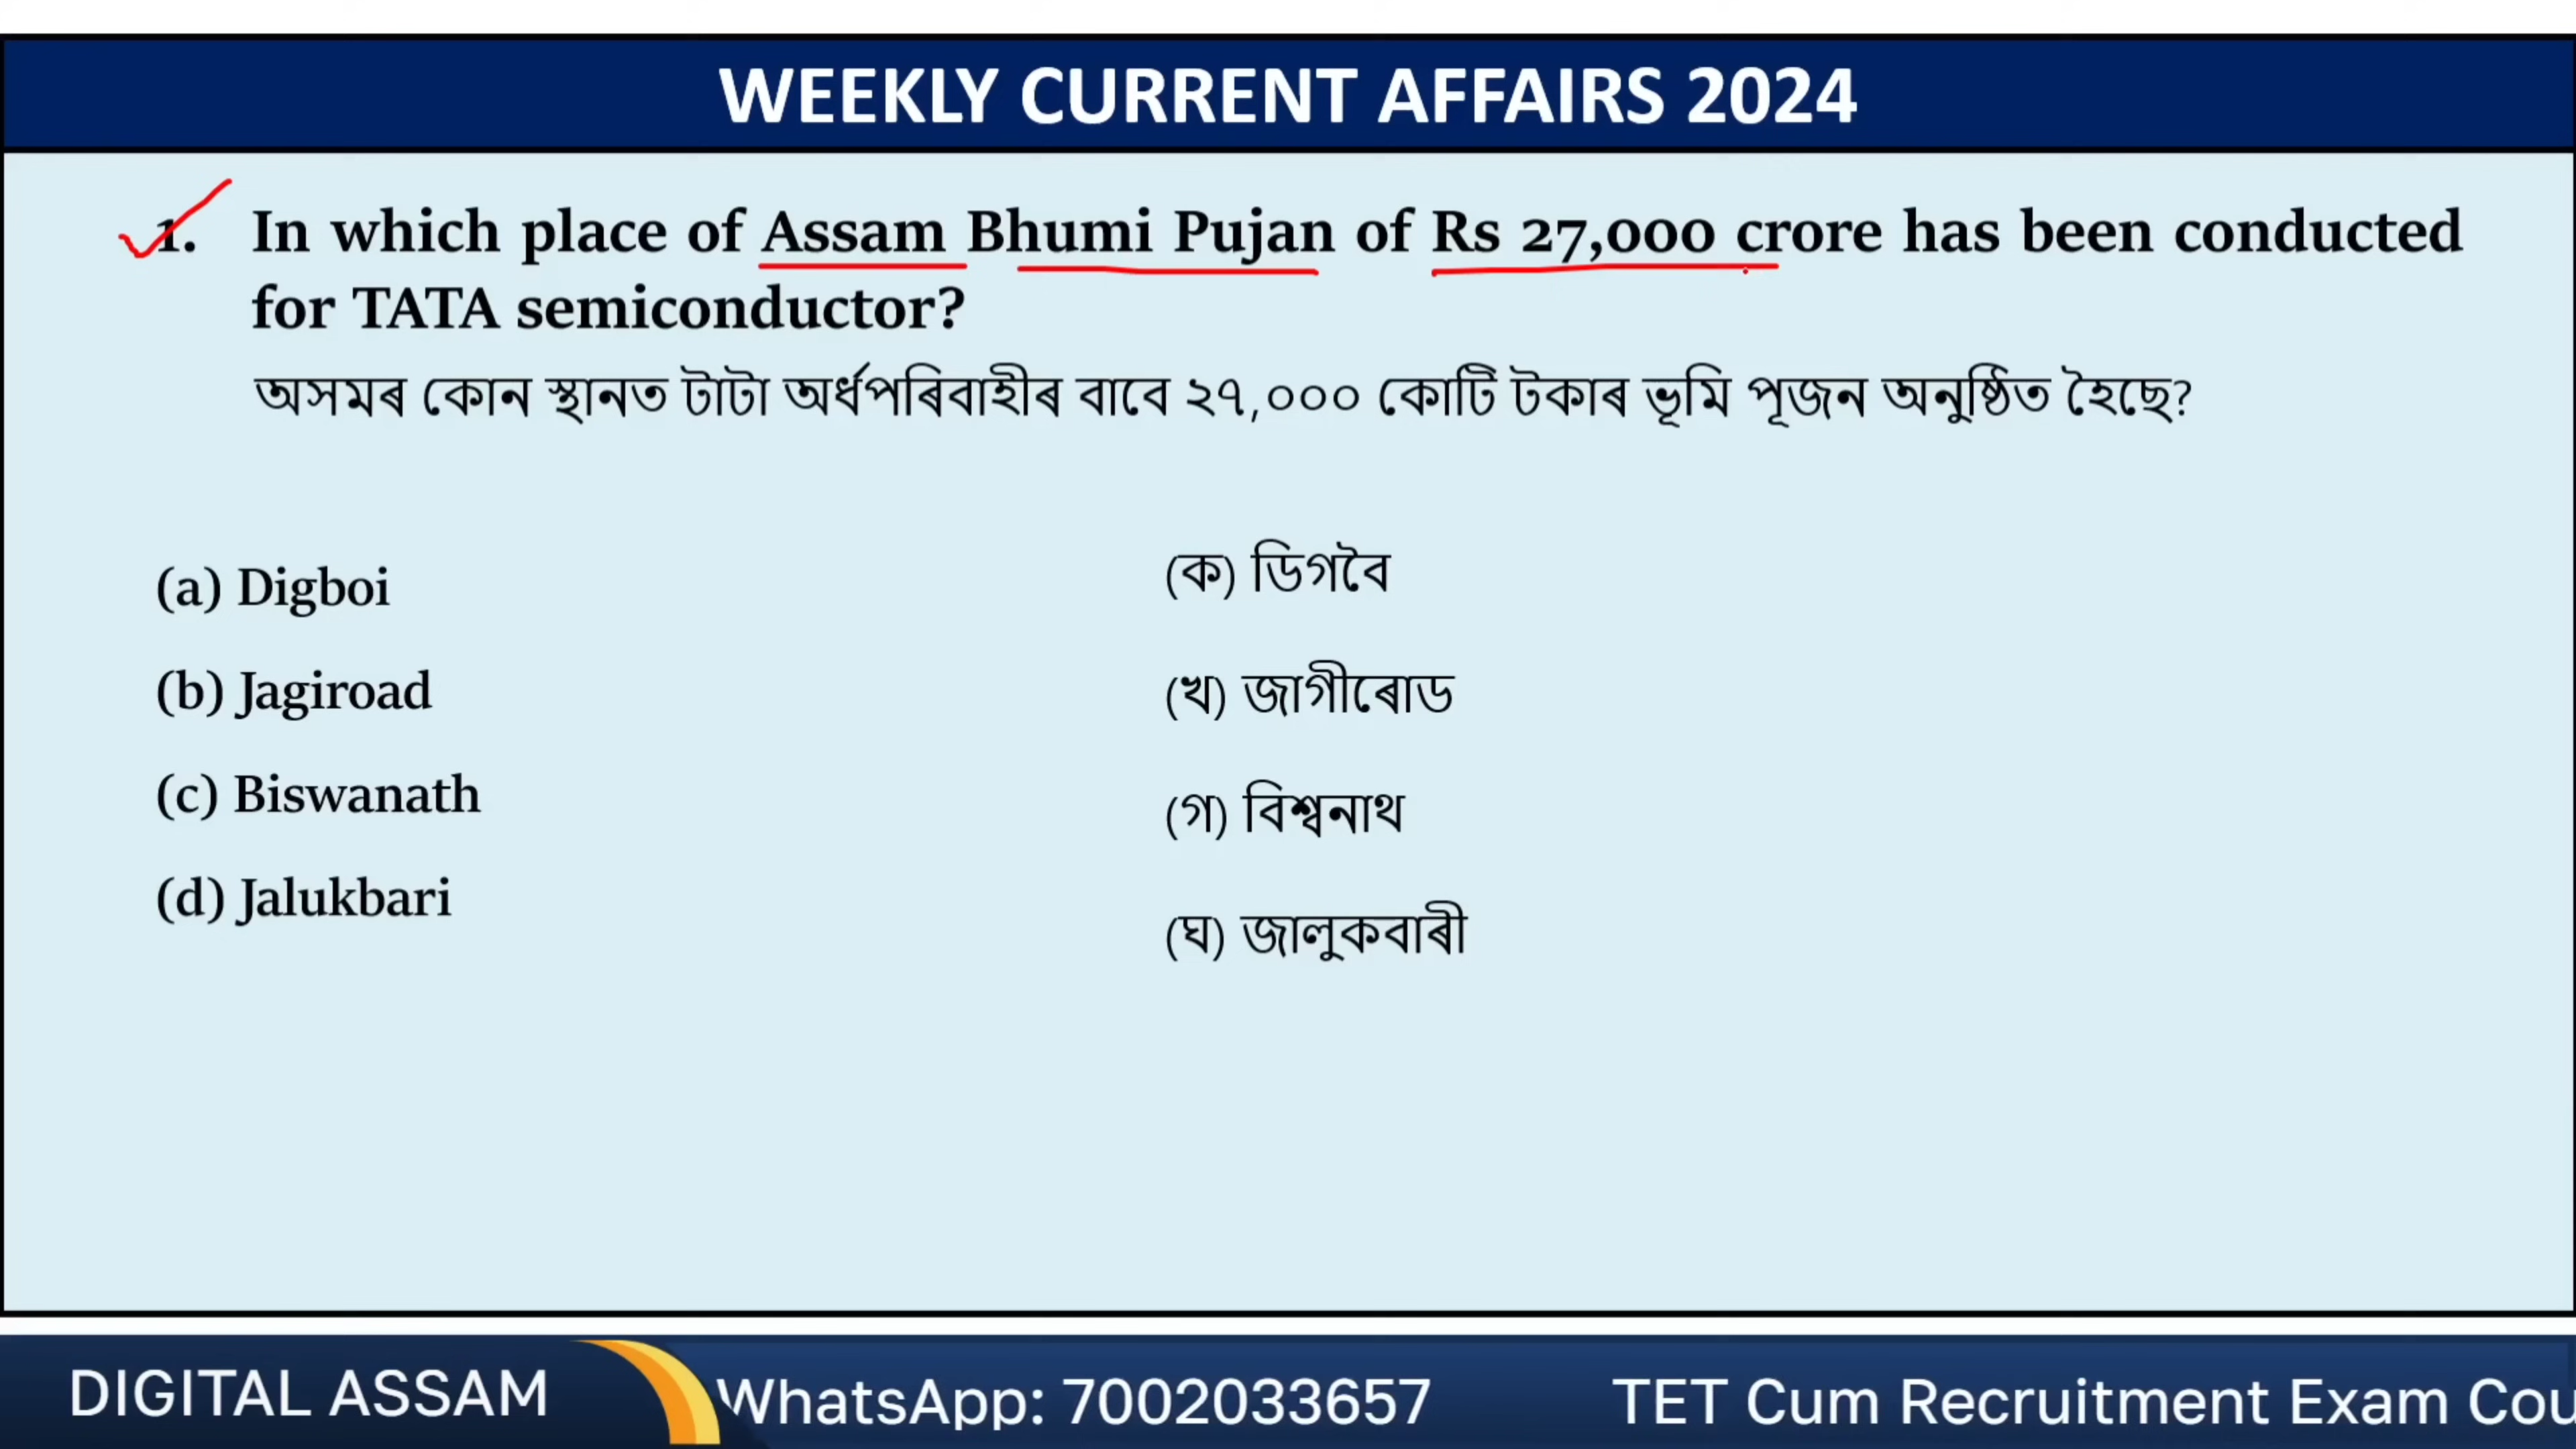 WEEKLY CURRENT AFFAIRS 2024
1. In which place of Assam Bhumi Pujan of Rs 27,000 crore has been conducted
for TATA semiconductor?
অসমৰ কোন স্থানত টাটা অৰ্ধপৰিবাহীৰ বাবে ২৭,০০০ কোটি টকাৰ ভূমি পূজন অনুষ্ঠিত হৈছে?
(a) Digboi
(b) Jagiroad
(c) Biswanath
(d) Jalukbari
(ক) ডিগবৈ
(খ) জাগীৰোড
(গ) বিশ্বনাথ
(ঘ) জালুকবাৰী
DIGITAL ASSAM WhatsApp: 7002033657 TET Cum Recruitment Exam Cou